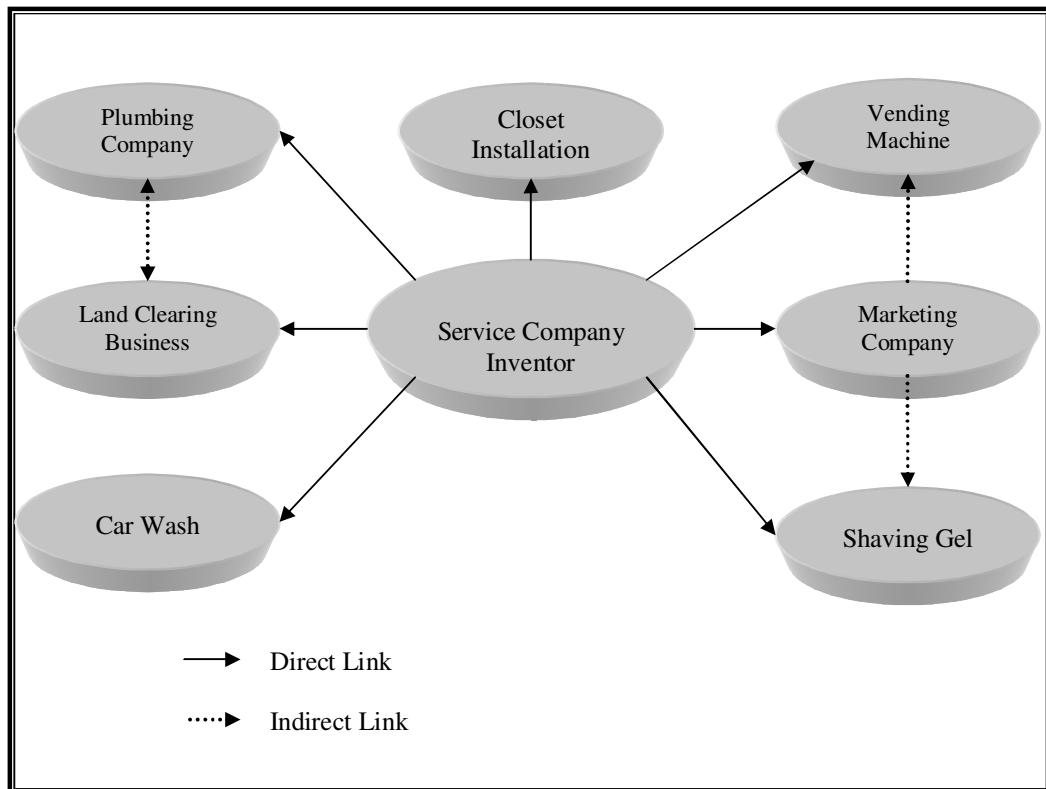 Plumbing
Company
Closet
Installation
Vending
Machine
Land Clearing
Business
Service Company
Inventor
Marketing
Company
Car Wash
Shaving Gel
Direct Link
Indirect Link